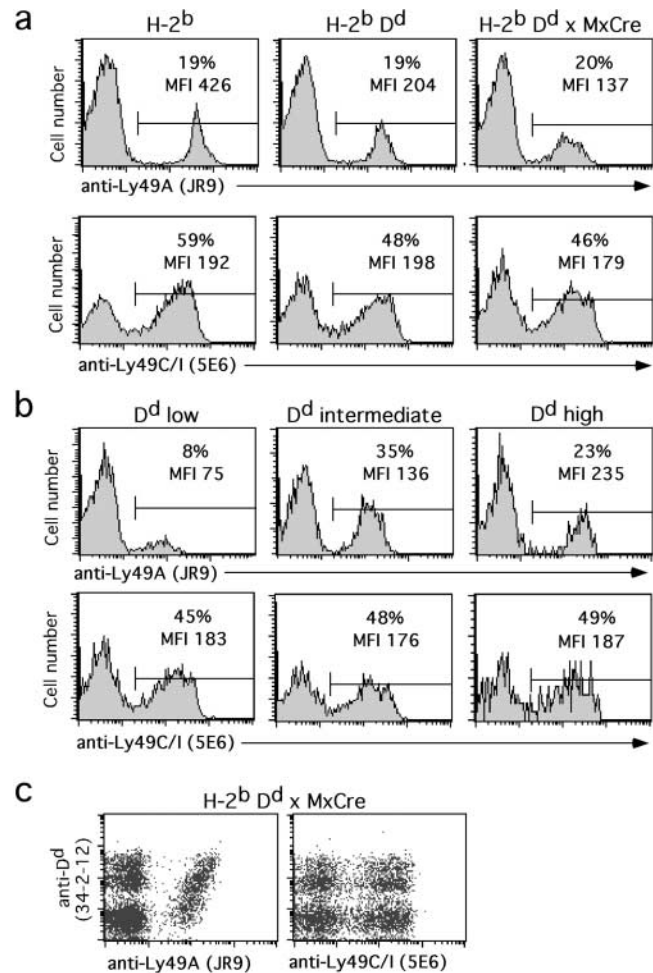 a
H-2b
H-2b Dd
H-2b Dd x MxCre
Cell number
19%
MFI 426
19%
MFI 204
20%
MFI 137
anti-Ly49A (JR9)
Cell number
59%
MFI 192
48%
MFI 198
46%
MFI 179
anti-Ly49C/I (5E6)
b
Dd low
Dd intermediate
Dd high
Cell number
8%
MFI 75
35%
MFI 136
23%
MFI 235
anti-Ly49A (JR9)
Cell number
45%
MFI 183
48%
MFI 176
49%
MFI 187
anti-Ly49C/I (5E6)
c
H-2b Dd x MxCre
anti-Dd
(34-2-12)
anti-Ly49A (JR9)
anti-Ly49C/I (5E6)